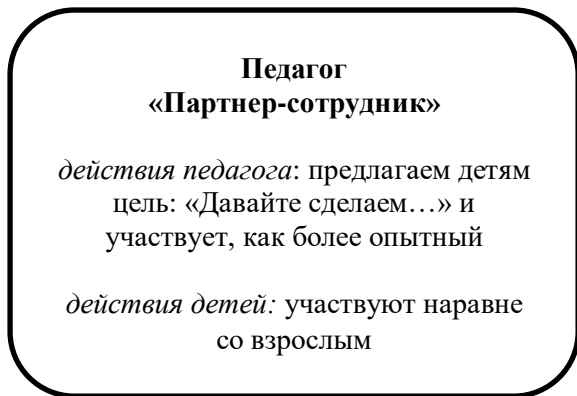 Педагог
«Партнер-сотрудник»
действия педагога: предлагаем детям
цель: «Давайте сделаем…» и
участвует, как более опытный
действия детей: участвуют наравне
со взрослым